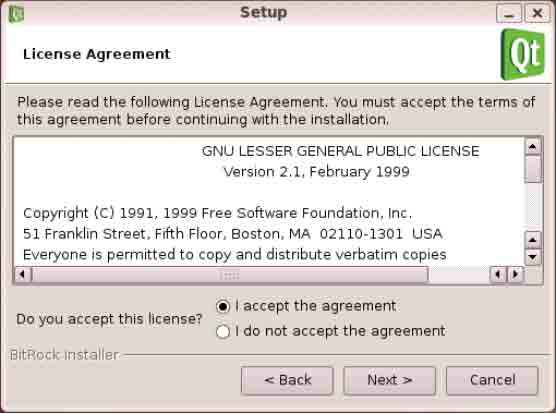 Setup
License Agreement
Qt
Please read the following License Agreement. You must accept the terms of
this agreement before continuing with the installation.
GNU LESSER GENERAL PUBLIC LICENSE
Version 2.1, February 1999
Copyright (C) 1991, 1999 Free Software Foundation, Inc.
51 Franklin Street, Fifth Floor, Boston, MA  02110-1301  USA
Everyone is permitted to copy and distribute verbatim copies
Do you accept this license?
I accept the agreement
I do not accept the agreement
BitRock Installer
< Back
Next >
Cancel